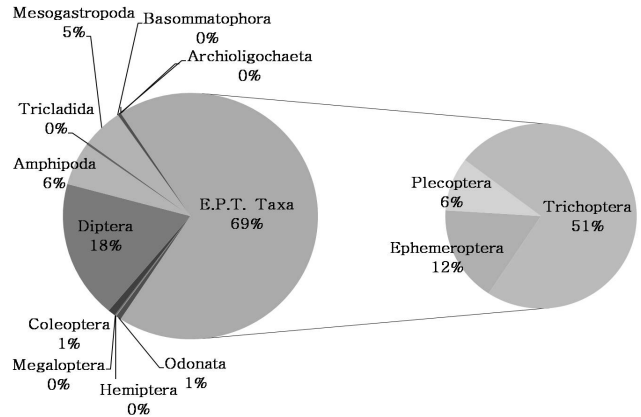 Mesogastropoda
5%
Basommatophora
0%
Archioligochaeta
0%
Tricladida
0%
Amphipoda
6%
E.P.T. Taxa
69%
Diptera
18%
Coleoptera
1%
Megaloptera
0%
Hemiptera
0%
Odonata
1%
Plecoptera
6%
Trichoptera
51%
Ephemeroptera
12%